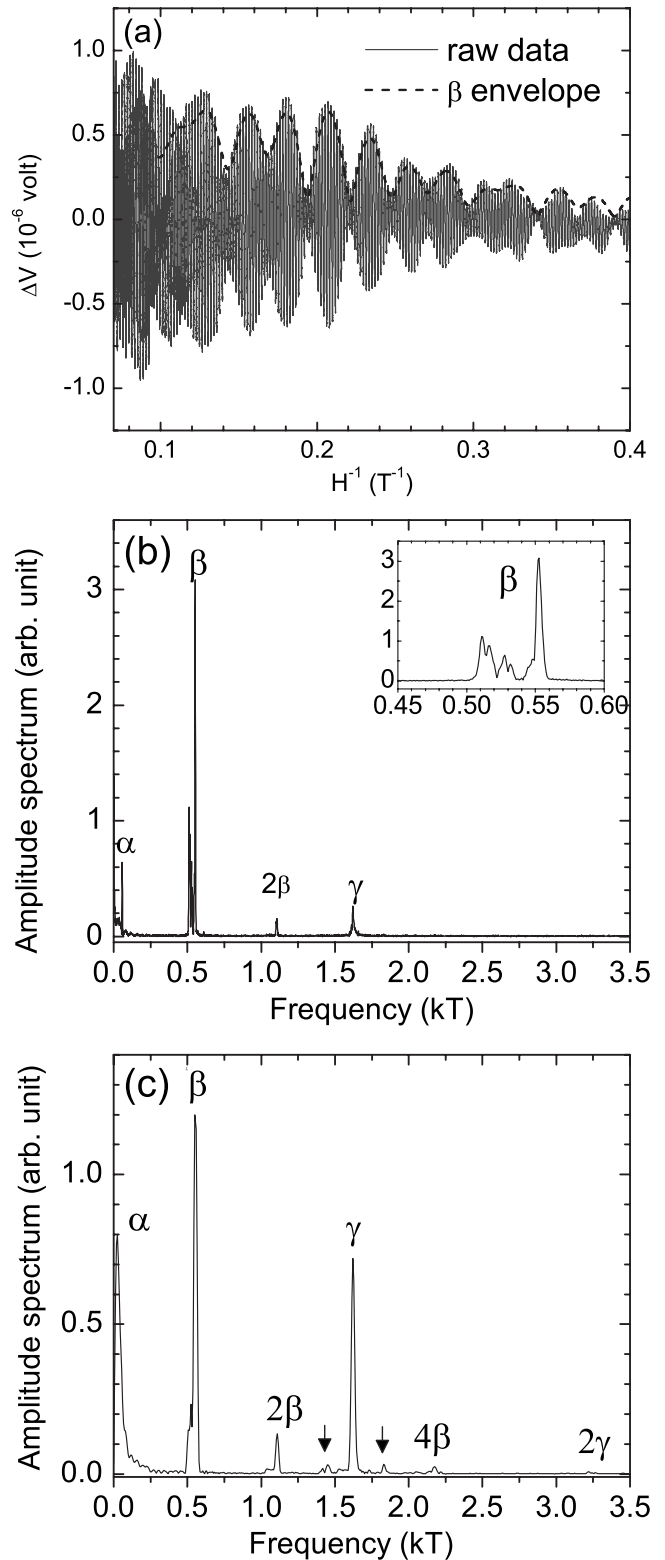 (a)
raw data
β envelope
1.0
0.5
0.0
-0.5
-1.0
ΔV (10⁻⁶ volt)
0.1 0.2 0.3 0.4
H⁻¹ (T⁻¹)
(b)
β
3
2
1
0
Amplitude spectrum (arb. unit)
α
2β
γ
β
3
2
1
0
0.45 0.50 0.55 0.60
0.0 0.5 1.0 1.5 2.0 2.5 3.0 3.5
Frequency (kT)
(c)
β
α
γ
2β
4β
2γ
1.0
0.5
0.0
Amplitude spectrum (arb. unit)
0.0 0.5 1.0 1.5 2.0 2.5 3.0 3.5
Frequency (kT)